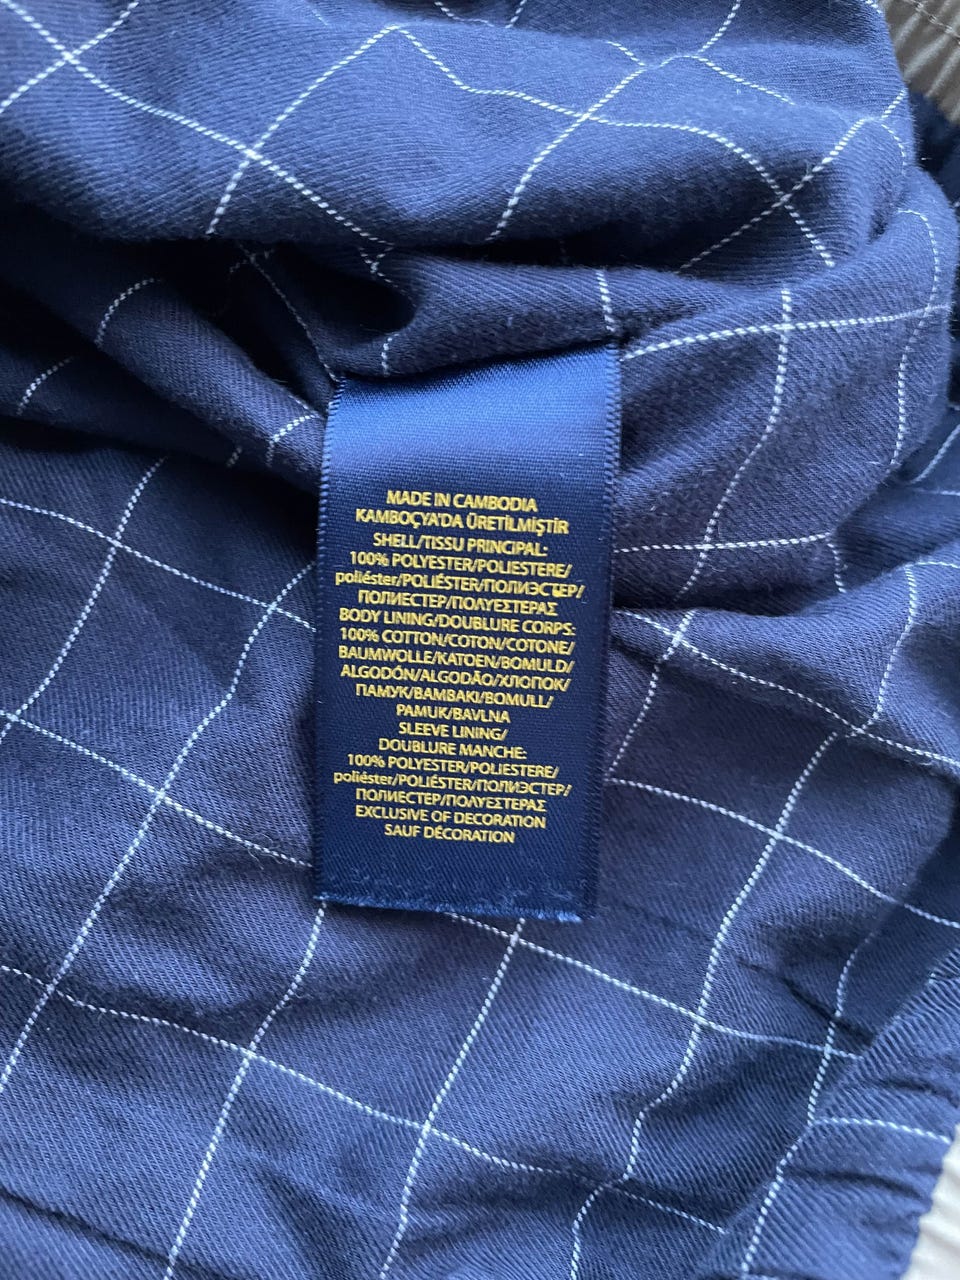 MADE IN CAMBODIA
KAMBOÇYA'DA ÜRETİLMİŞTİR
SHELL/TISSU PRINCIPAL:
100% POLYESTER/POLIESTERE/
poliéster/POLIÉSTER/ПОЛИЭСТЕР/
ПОЛИЕСТЕР/ΠΟΛΥΕΣΤΕΡΑΣ
BODY LINING/DOUBLURE CORPS:
100% COTTON/COTON/COTONE/
BAUMWOLLE/KATOEN/BOMULD/
ALGODÓN/ALGODÃO/ХЛОПОК/
ПАМУК/ΒΑΜΒΑΚΙ/BOMULL/
PAMUK/BAVLNA
SLEEVE LINING/
DOUBLURE MANCHE:
100% POLYESTER/POLIESTERE/
poliéster/POLIÉSTER/ПОЛИЭСТЕР/
ПОЛИЕСТЕР/ΠΟΛΥΕΣΤΕΡΑΣ
EXCLUSIVE OF DECORATION
SAUF DÉCORATION